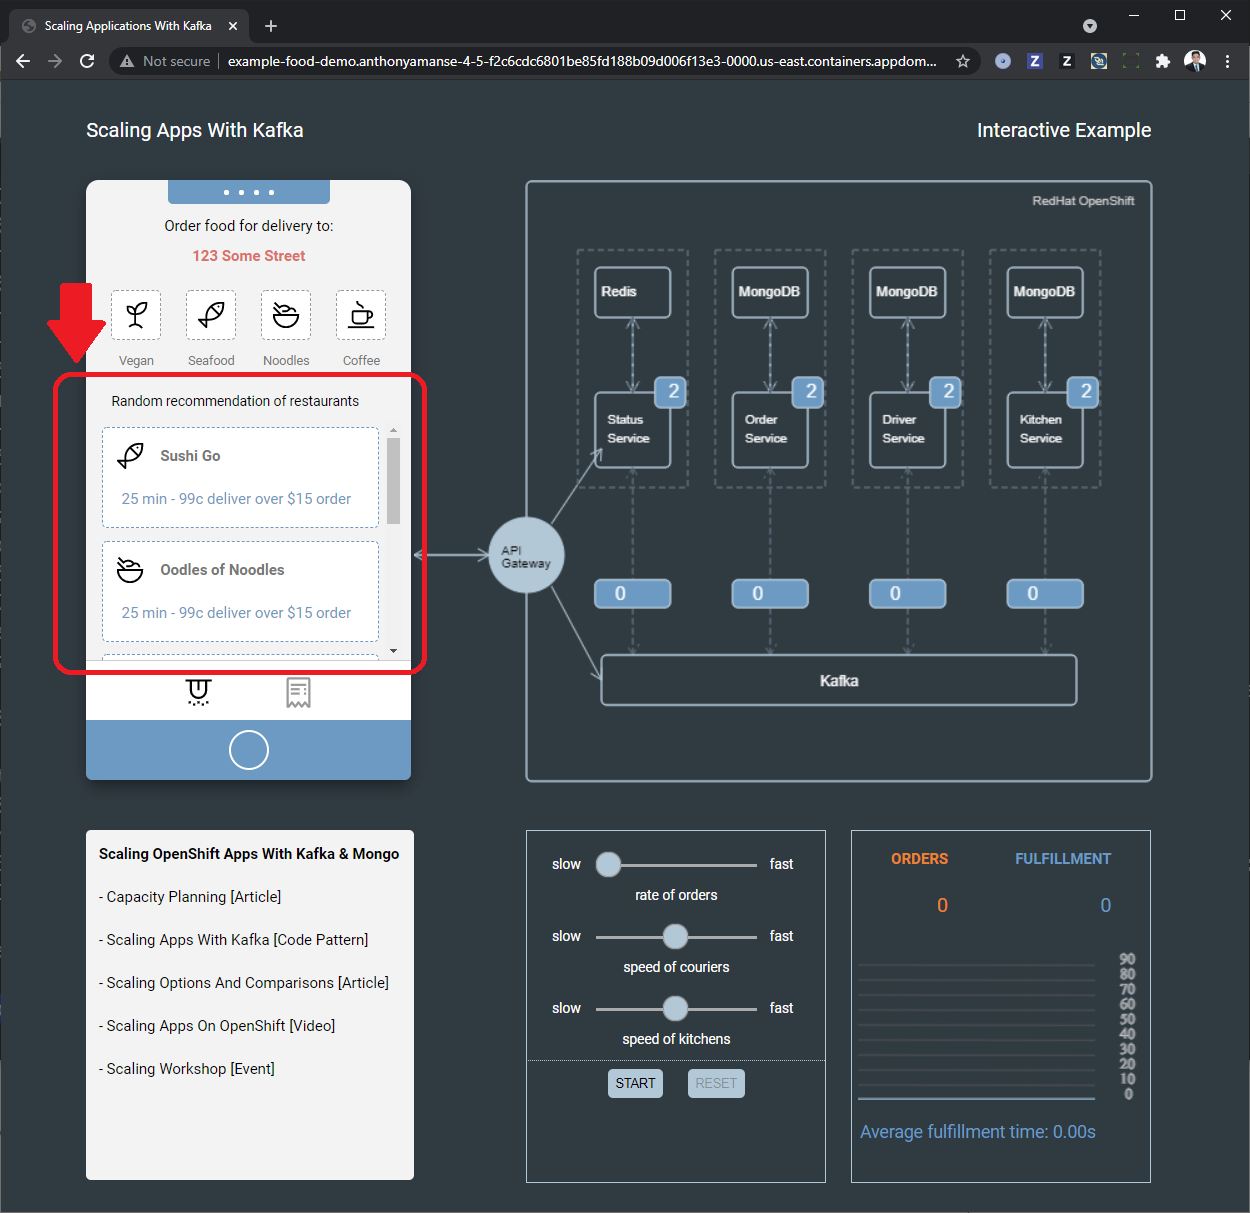 Scaling Applications With Kafka
Not secure
example-food-demo.anthonyamanse-4-5-f2c6cdc6801be85fd188b09d006f13e3-0000.us-east.containers.appdom...
Scaling Apps With Kafka
Interactive Example
Order food for delivery to:
123 Some Street
Vegan
Seafood
Noodles
Coffee
Random recommendation of restaurants
Sushi Go
25 min - 99c deliver over $15 order
Oodles of Noodles
25 min - 99c deliver over $15 order
RedHat OpenShift
Redis
MongoDB
MongoDB
MongoDB
2
2
2
2
Status
Service
Order
Service
Driver
Service
Kitchen
Service
API
Gateway
0
0
0
0
Kafka
Scaling OpenShift Apps With Kafka & Mongo
- Capacity Planning [Article]
- Scaling Apps With Kafka [Code Pattern]
- Scaling Options And Comparisons [Article]
- Scaling Apps On OpenShift [Video]
- Scaling Workshop [Event]
slow
fast
rate of orders
slow
fast
speed of couriers
slow
fast
speed of kitchens
START
RESET
ORDERS
FULFILLMENT
0
0
90
80
70
60
50
40
30
20
10
0
Average fulfillment time: 0.00s